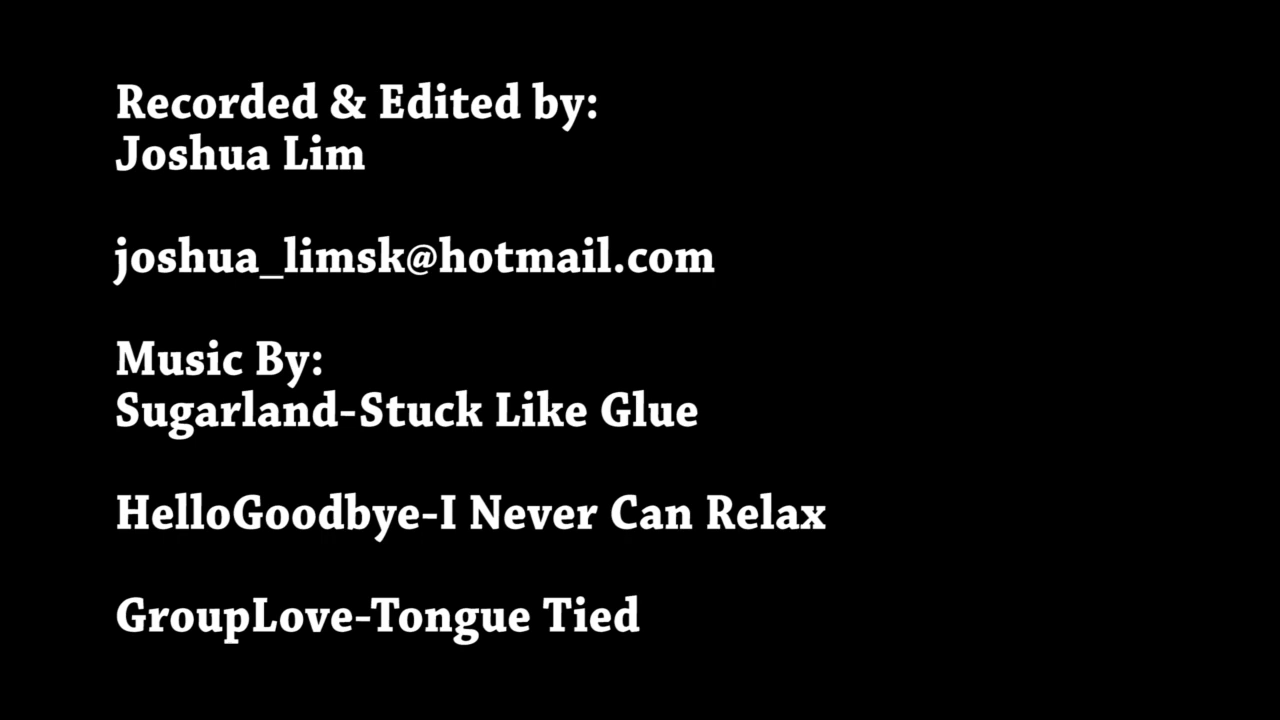 Recorded & Edited by:
Joshua Lim
joshua_limsk@hotmail.com
Music By:
Sugarland-Stuck Like Glue
HelloGoodbye-I Never Can Relax
GroupLove-Tongue Tied